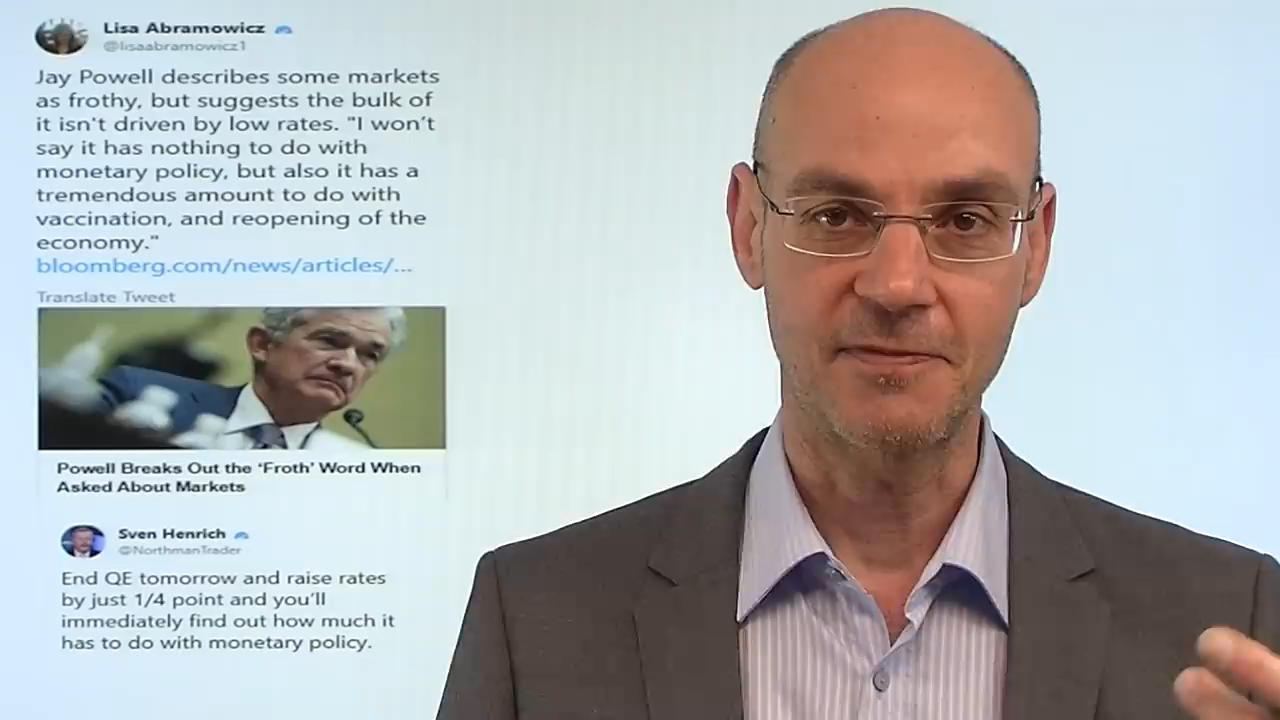 Lisa Abramowicz
@lisaabramowicz1
Jay Powell describes some markets
as frothy, but suggests the bulk of
it isn't driven by low rates. "I won't
say it has nothing to do with
monetary policy, but also it has a
tremendous amount to do with
vaccination, and reopening of the
economy."
bloomberg.com/news/articles/...
Translate Tweet
Powell Breaks Out the 'Froth' Word When
Asked About Markets
Sven Henrich
@NorthmanTrader
End QE tomorrow and raise rates
by just 1/4 point and you'll
immediately find out how much it
has to do with monetary policy.